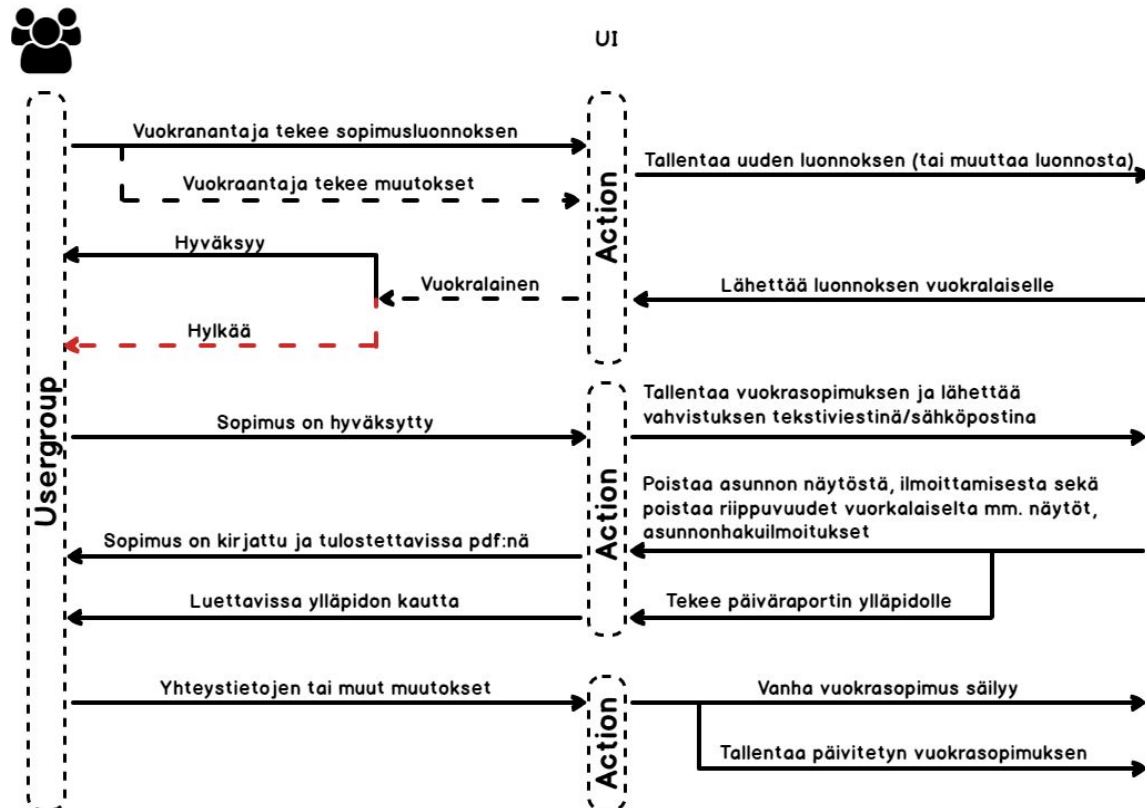 UI
Usergroup
Vuokranantaja tekee sopimusluonnoksen
Action
Tallentaa uuden luonnoksen (tai muuttaa luonnosta)
Vuokraantaja tekee muutokset
Hyväksyy
Vuokralainen
Lähettää luonnoksen vuokralaiselle
Hylkää
Sopimus on hyväksytty
Action
Tallentaa vuokrasopimuksen ja lähettää
vahvistuksen tekstiviestinä/sähköpostina
Poistaa asunnon näytöstä, ilmoittamisesta sekä
poistaa riippuvuudet vuorkalaiselta mm. näytöt,
asunnonhakuilmoitukset
Sopimus on kirjattu ja tulostettavissa pdf:nä
Luettavissa ylläpidon kautta
Tekee päiväraportin ylläpidolle
Yhteystietojen tai muut muutokset
Action
Vanha vuokrasopimus säilyy
Tallentaa päivitetyn vuokrasopimuksen